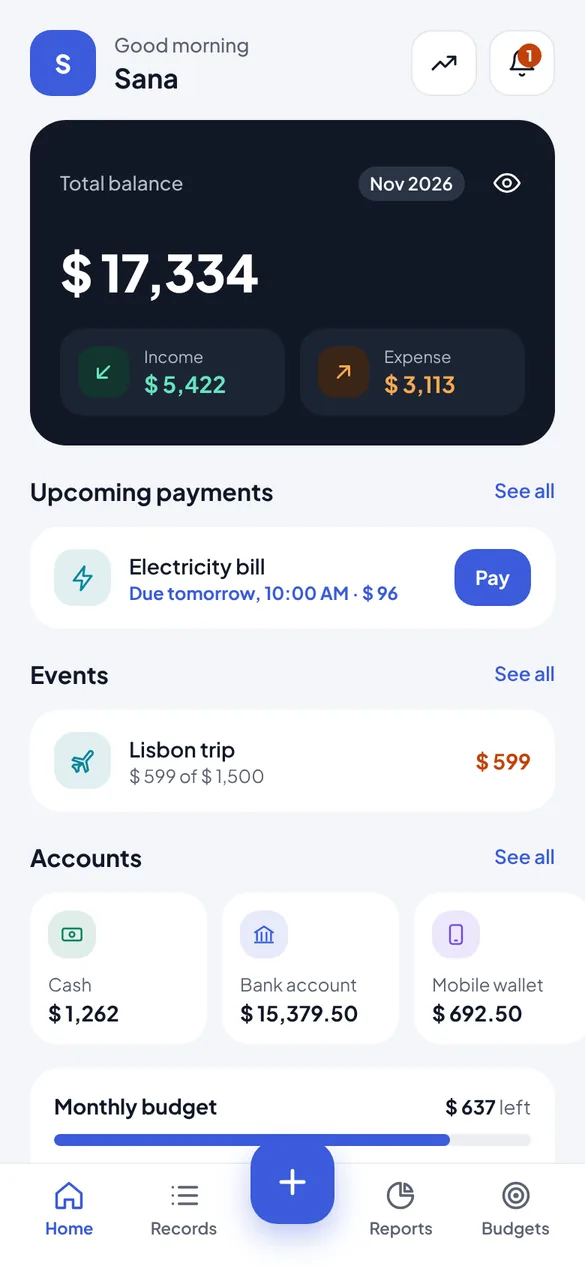 S
Good morning
Sana
1
Total balance
Nov 2026
$ 17,334
Income
$ 5,422
Expense
$ 3,113
Upcoming payments
See all
Electricity bill
Due tomorrow, 10:00 AM · $ 96
Pay
Events
See all
Lisbon trip
$ 599 of $ 1,500
$ 599
Accounts
See all
Cash
$ 1,262
Bank account
$ 15,379.50
Mobile wallet
$ 692.50
Monthly budget
$ 637 left
Home
Records
Reports
Budgets